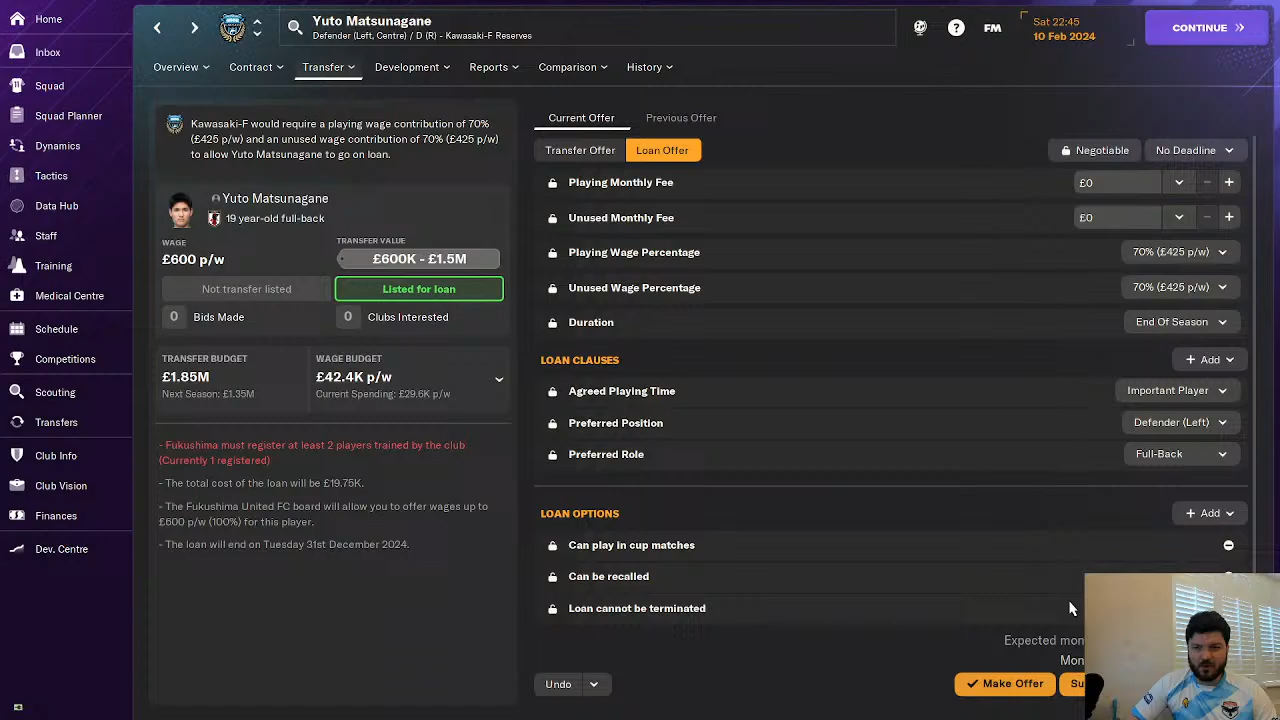 Home
Inbox
Squad
Squad Planner
Dynamics
Tactics
Data Hub
Staff
Training
Medical Centre
Schedule
Competitions
Scouting
Transfers
Club Info
Club Vision
Finances
Dev. Centre
Yuto Matsunagane
Defender (Left, Centre) / D (R) - Kawasaki-F Reserves
FM
Sat 22:45
10 Feb 2024
CONTINUE
Overview
Contract
Transfer
Development
Reports
Comparison
History
Kawasaki-F would require a playing wage contribution of 70%
(£425 p/w) and an unused wage contribution of 70% (£425 p/w)
to allow Yuto Matsunagane to go on loan.
Yuto Matsunagane
19 year-old full-back
WAGE
£600 p/w
TRANSFER VALUE
£600K - £1.5M
Not transfer listed
Listed for loan
0 Bids Made
0 Clubs Interested
TRANSFER BUDGET
£1.85M
Next Season: £1.35M
WAGE BUDGET
£42.4K p/w
Current Spending: £29.6K p/w
- Fukushima must register at least 2 players trained by the club
(Currently 1 registered)
- The total cost of the loan will be £19.75K.
- The Fukushima United FC board will allow you to offer wages up to
£600 p/w (100%) for this player.
- The loan will end on Tuesday 31st December 2024.
Current Offer
Previous Offer
Transfer Offer
Loan Offer
Negotiable
No Deadline
Playing Monthly Fee £0
Unused Monthly Fee £0
Playing Wage Percentage 70% (£425 p/w)
Unused Wage Percentage 70% (£425 p/w)
Duration End Of Season
LOAN CLAUSES + Add
Agreed Playing Time Important Player
Preferred Position Defender (Left)
Preferred Role Full-Back
LOAN OPTIONS + Add
Can play in cup matches
Can be recalled
Loan cannot be terminated
Expected mon
Mon
Undo
Make Offer
Su